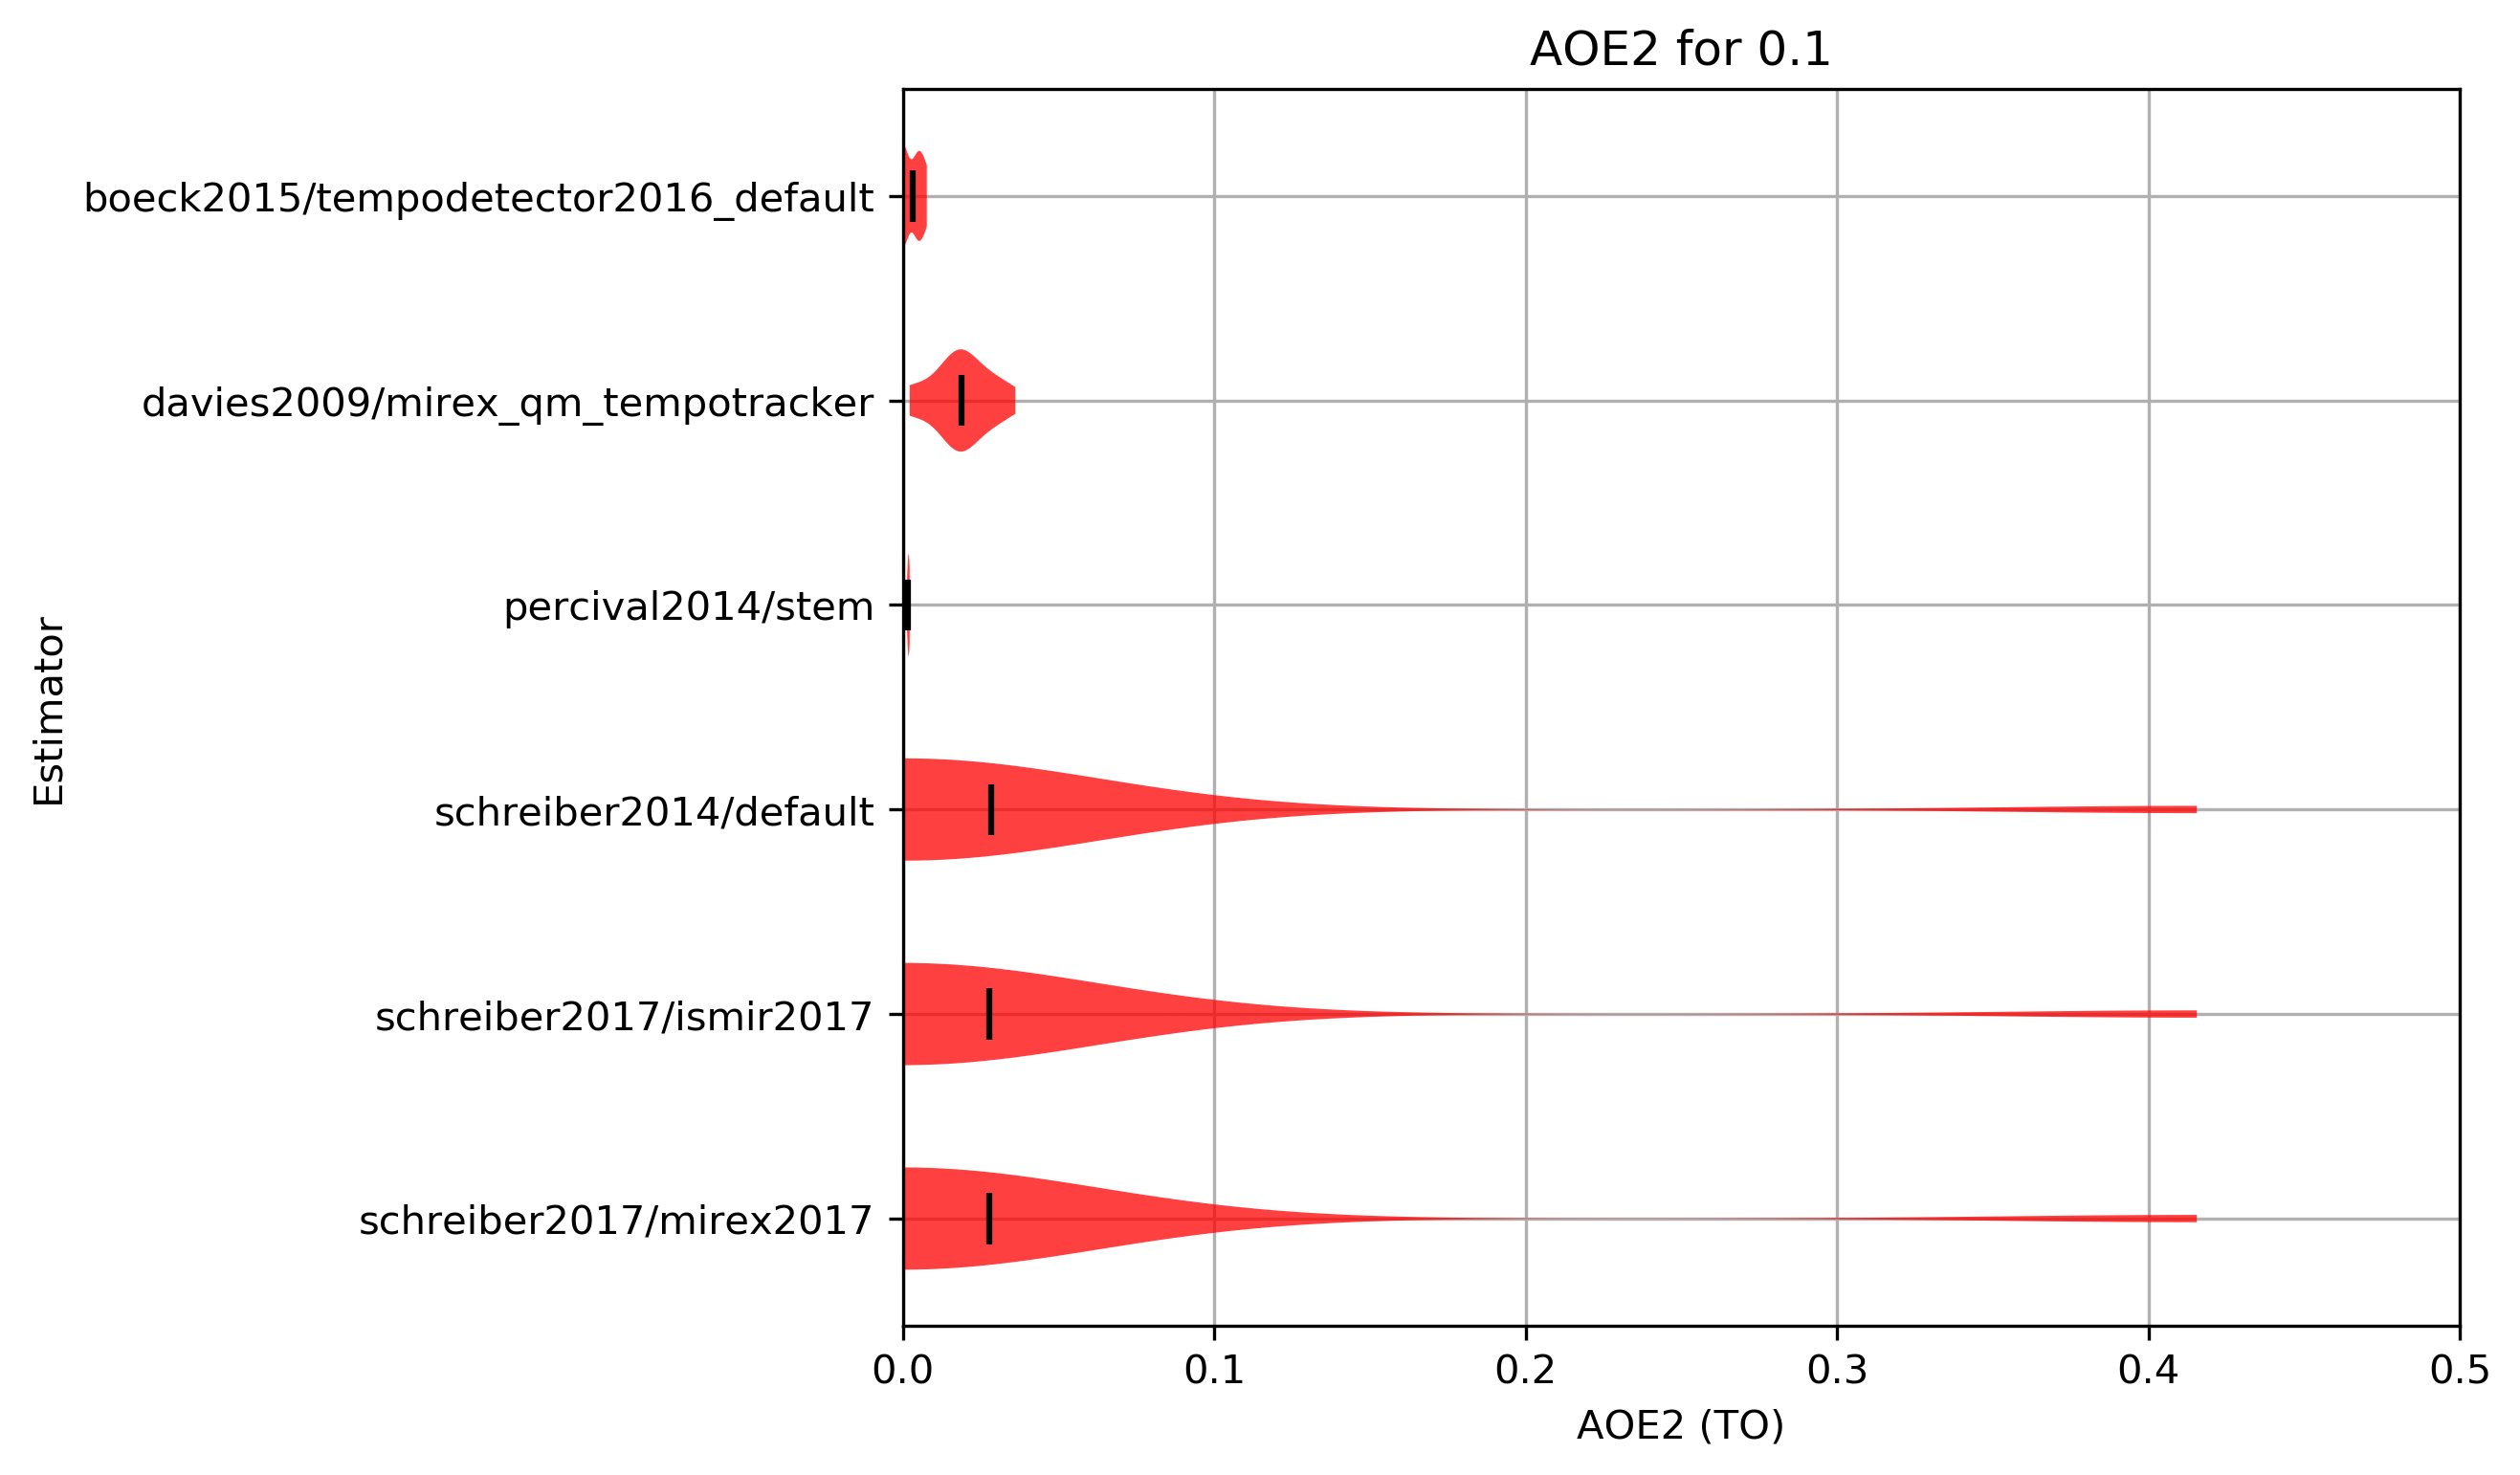 AOE2 for 0.1
boeck2015/tempodetector2016_default
davies2009/mirex_qm_tempotracker
percival2014/stem
schreiber2014/default
schreiber2017/ismir2017
schreiber2017/mirex2017
Estimator
0.0 0.1 0.2 0.3 0.4 0.5
AOE2 (TO)